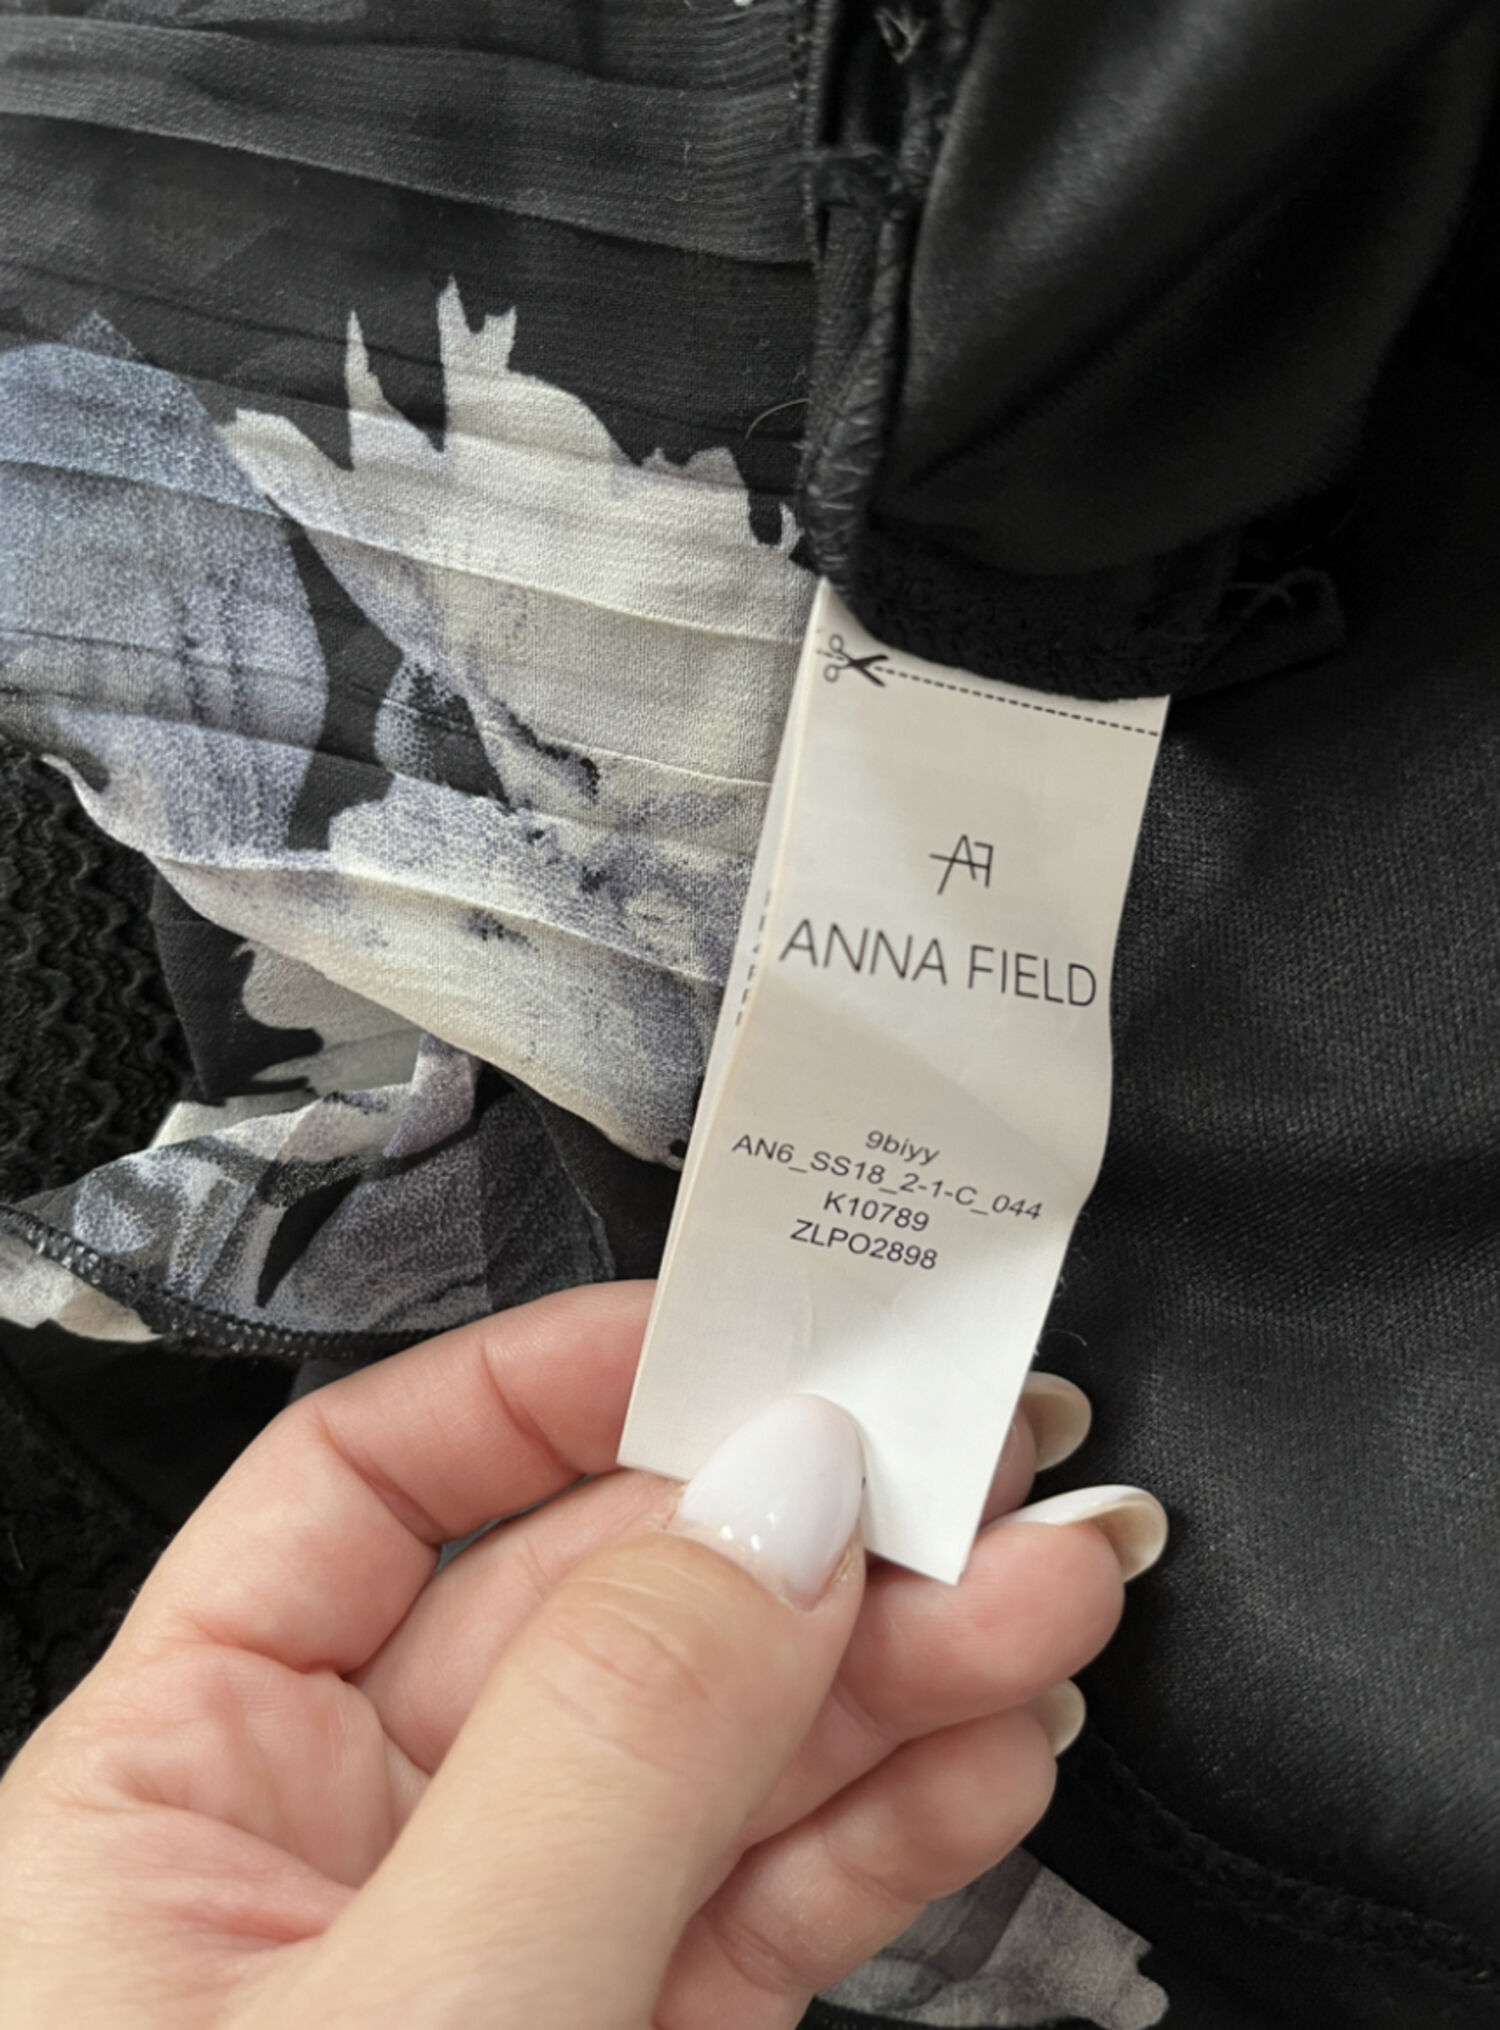 AF
ANNA FIELD
9biyy
AN6_SS18_2-1-C_044
K10789
ZLPO2898